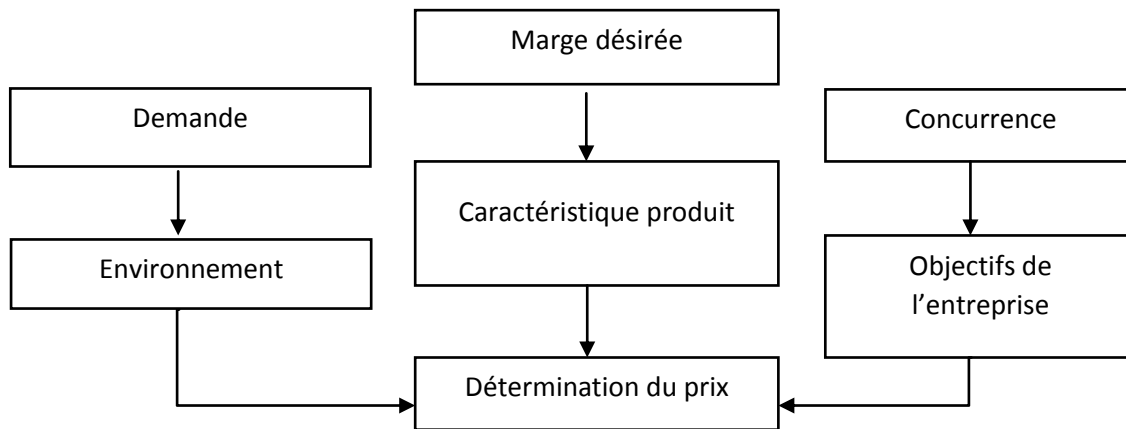 Marge désirée
Demande
Concurrence
Caractéristique produit
Environnement
Objectifs de
l’entreprise
Détermination du prix